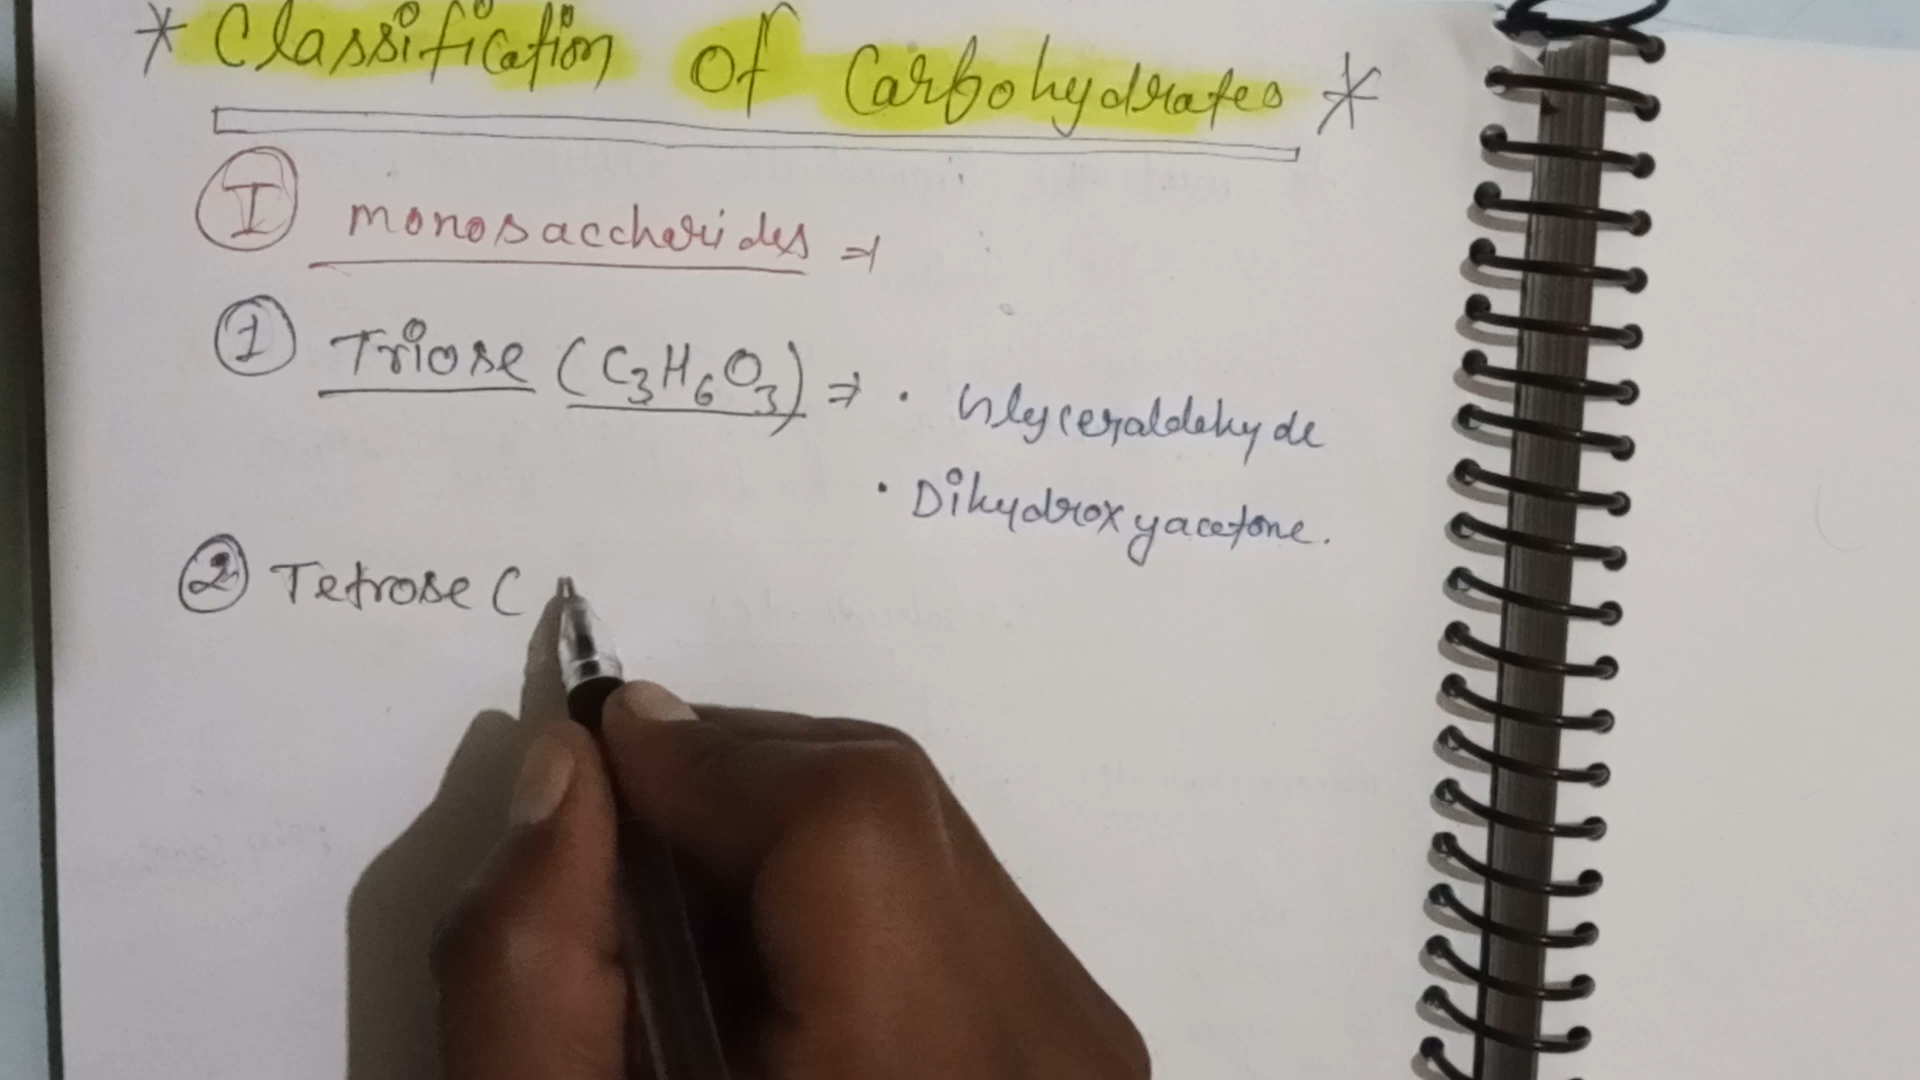 * Classification of Carbohydrates *
I monosaccharides ⇒
1 Triose (C₃H₆O₃) ⇒ • Glyceraldehyde
• Dihydroxyacetone.
2 Tetrose (